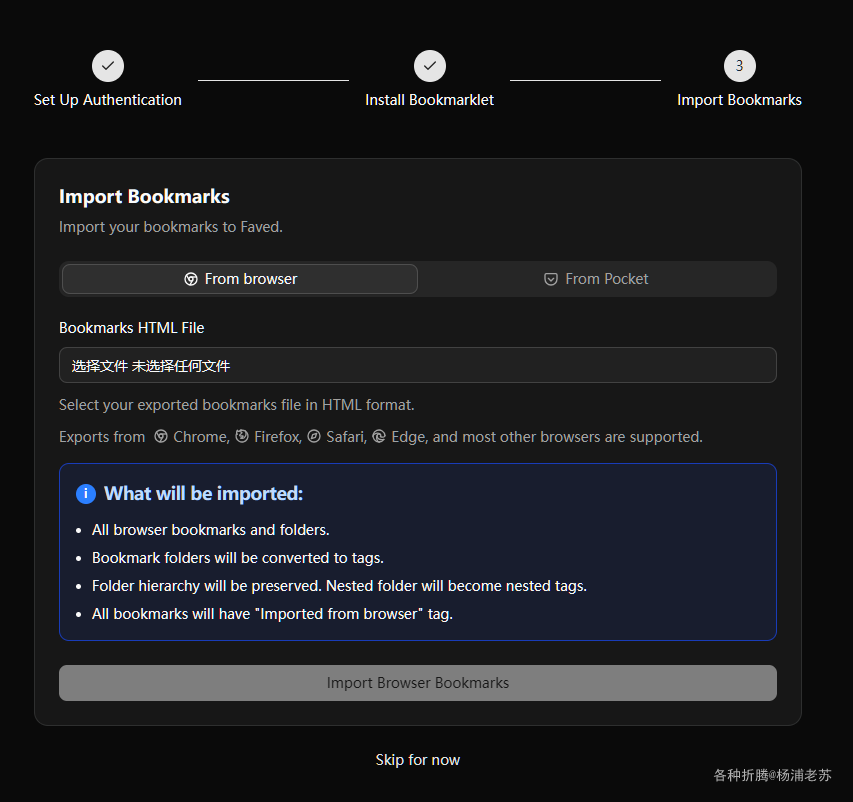 3
Set Up Authentication
Install Bookmarklet
Import Bookmarks
Import Bookmarks
Import your bookmarks to Faved.
From browser
From Pocket
Bookmarks HTML File
选择文件 未选择任何文件
Select your exported bookmarks file in HTML format.
Exports from Chrome, Firefox, Safari, Edge, and most other browsers are supported.
What will be imported:
All browser bookmarks and folders.
Bookmark folders will be converted to tags.
Folder hierarchy will be preserved. Nested folder will become nested tags.
All bookmarks will have "Imported from browser" tag.
Import Browser Bookmarks
Skip for now
各种折腾@杨浦老苏